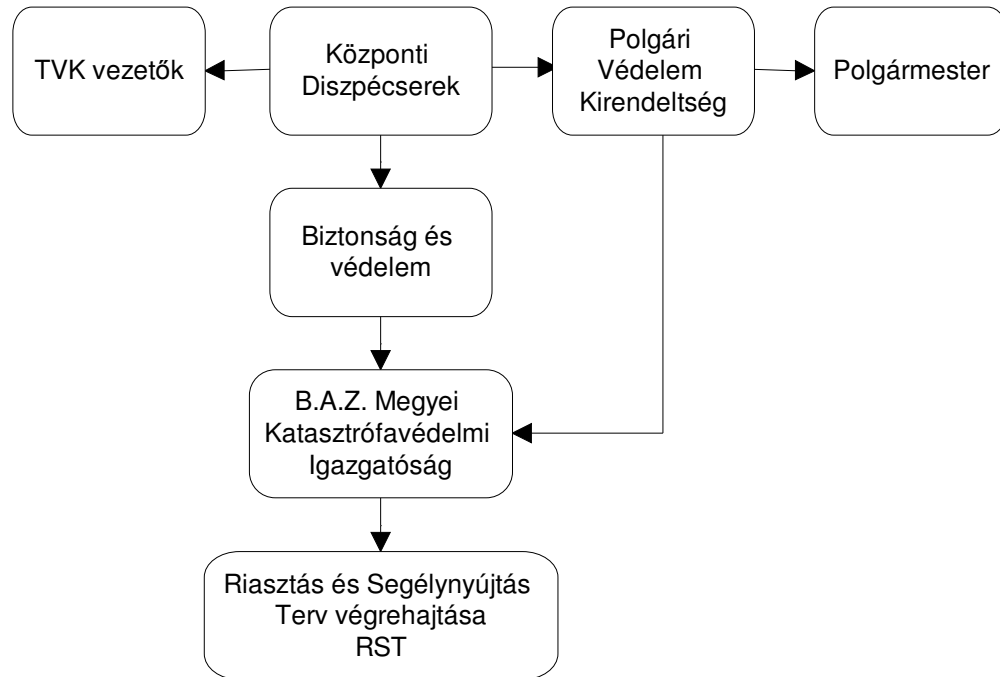 TVK vezetők
Központi
Diszpécserek
Polgári
Védelem
Kirendeltség
Polgármester
Biztonság és
védelem
B.A.Z. Megyei
Katasztrófavédelmi
Igazgatóság
Riasztás és Segélynyújtás
Terv végrehajtása
RST